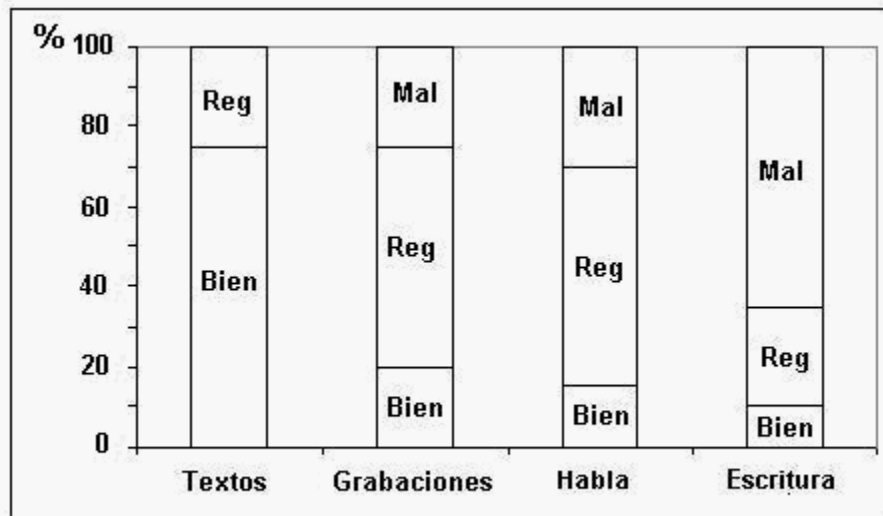 %
100
80
60
40
20
0
Reg
Bien
Mal
Reg
Bien
Mal
Reg
Bien
Mal
Reg
Bien
Textos Grabaciones Habla Escritura